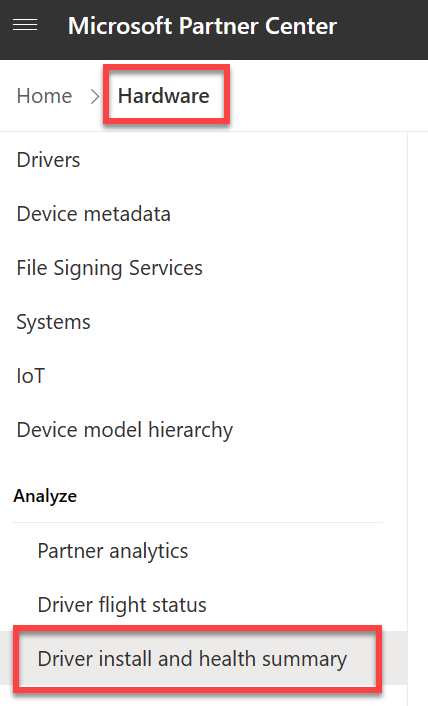 Microsoft Partner Center
Home > Hardware
Drivers
Device metadata
File Signing Services
Systems
IoT
Device model hierarchy
Analyze
Partner analytics
Driver flight status
Driver install and health summary